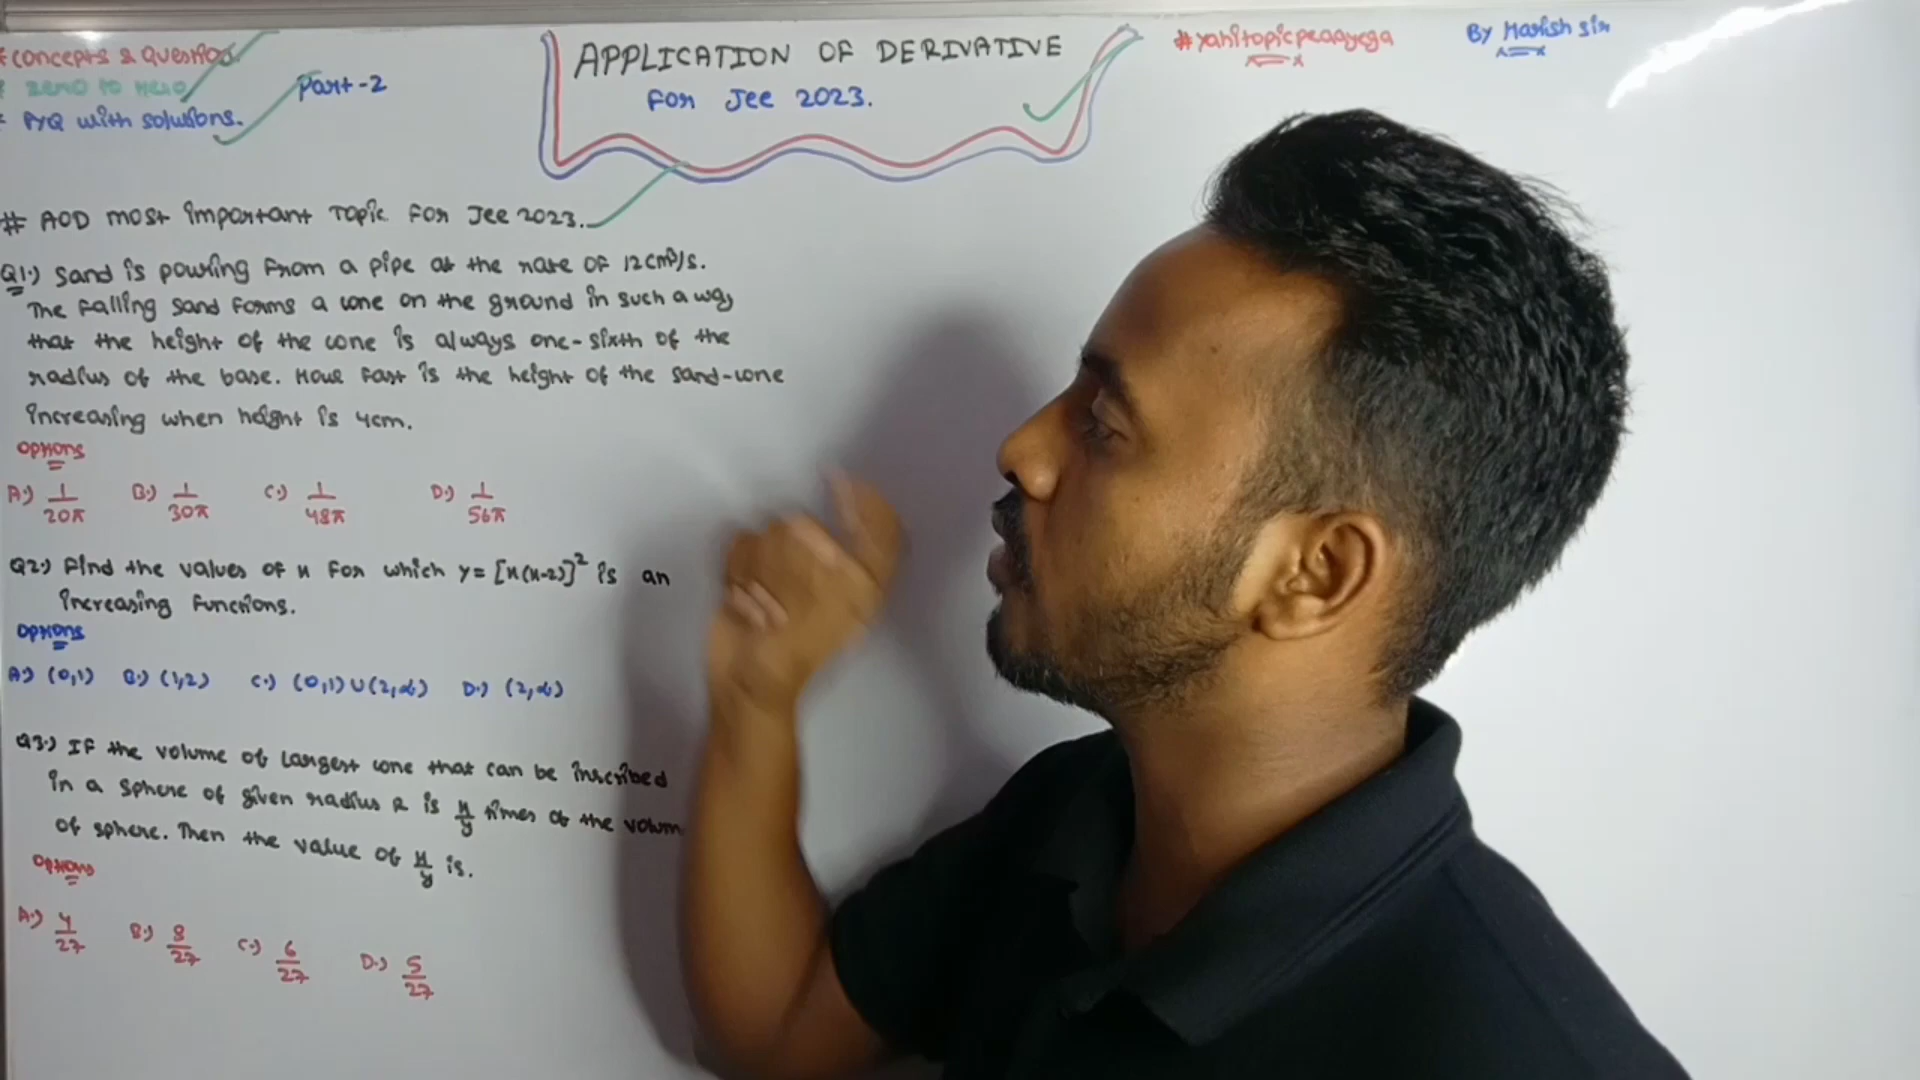 # Concepts & Question
# Zero to Hero
# PYQ with solutions.
Part-2
APPLICATION OF DERIVATIVE
For Jee 2023.
#yahitopicpeaayega
By Harish sir
# AOD most important Topic For Jee 2023.
Q1.) Sand is pouring from a pipe at the rate of 12cm³/s.
The falling sand forms a cone on the ground in such a way
that the height of the cone is always one-sixth of the
radius of the base. How fast is the height of the sand-cone
increasing when height is 4cm.
Options
A.) 1/20π B.) 1/30π C.) 1/48π D.) 1/56π
Q2.) Find the values of x for which y = [x(x-2)]² is an
increasing functions.
Options
A.) (0,1) B.) (1,2) C.) (0,1)∪(2,∞) D.) (2,∞)
Q3.) If the volume of largest cone that can be inscribed
in a sphere of given radius R is x/y times of the volum
of sphere. Then the value of x/y is.
Options
A.) 4/27 B.) 8/27 C.) 6/27 D.) 5/27